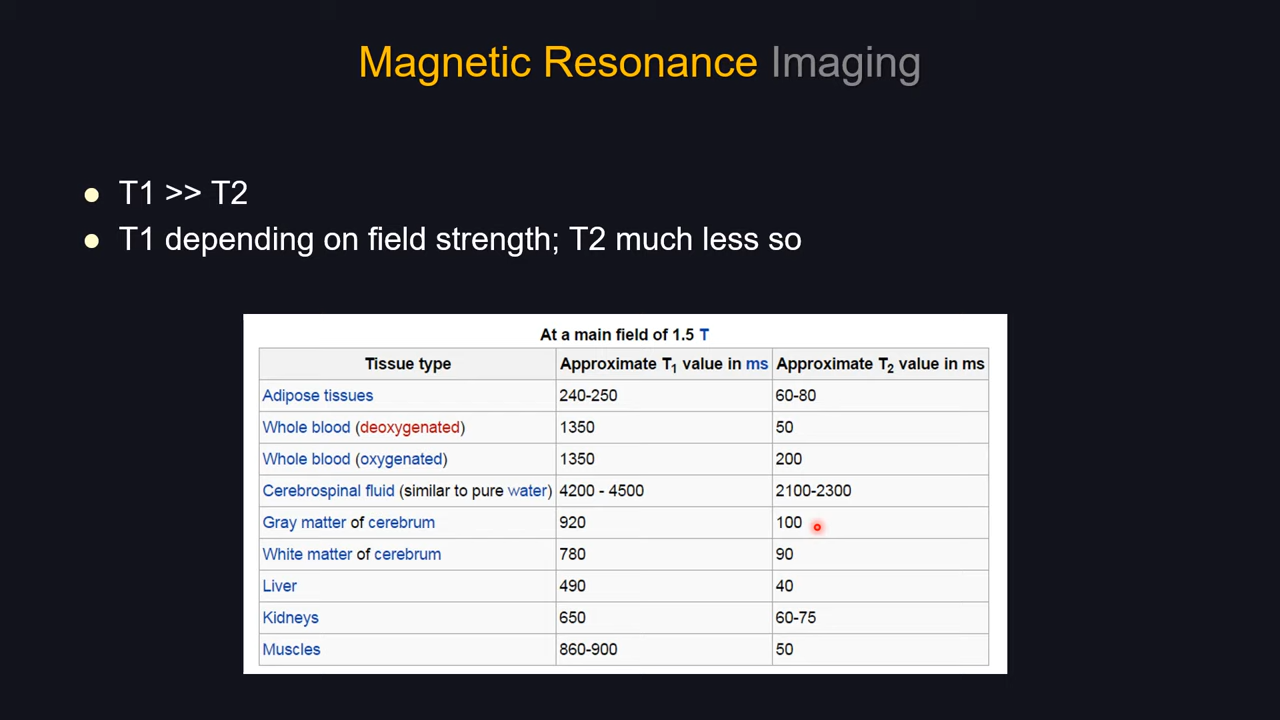 Magnetic Resonance Imaging
● T1 >> T2
● T1 depending on field strength; T2 much less so
At a main field of 1.5 T
Tissue type Approximate T₁ value in ms Approximate T₂ value in ms
Adipose tissues 240-250 60-80
Whole blood (deoxygenated) 1350 50
Whole blood (oxygenated) 1350 200
Cerebrospinal fluid (similar to pure water) 4200 - 4500 2100-2300
Gray matter of cerebrum 920 100
White matter of cerebrum 780 90
Liver 490 40
Kidneys 650 60-75
Muscles 860-900 50